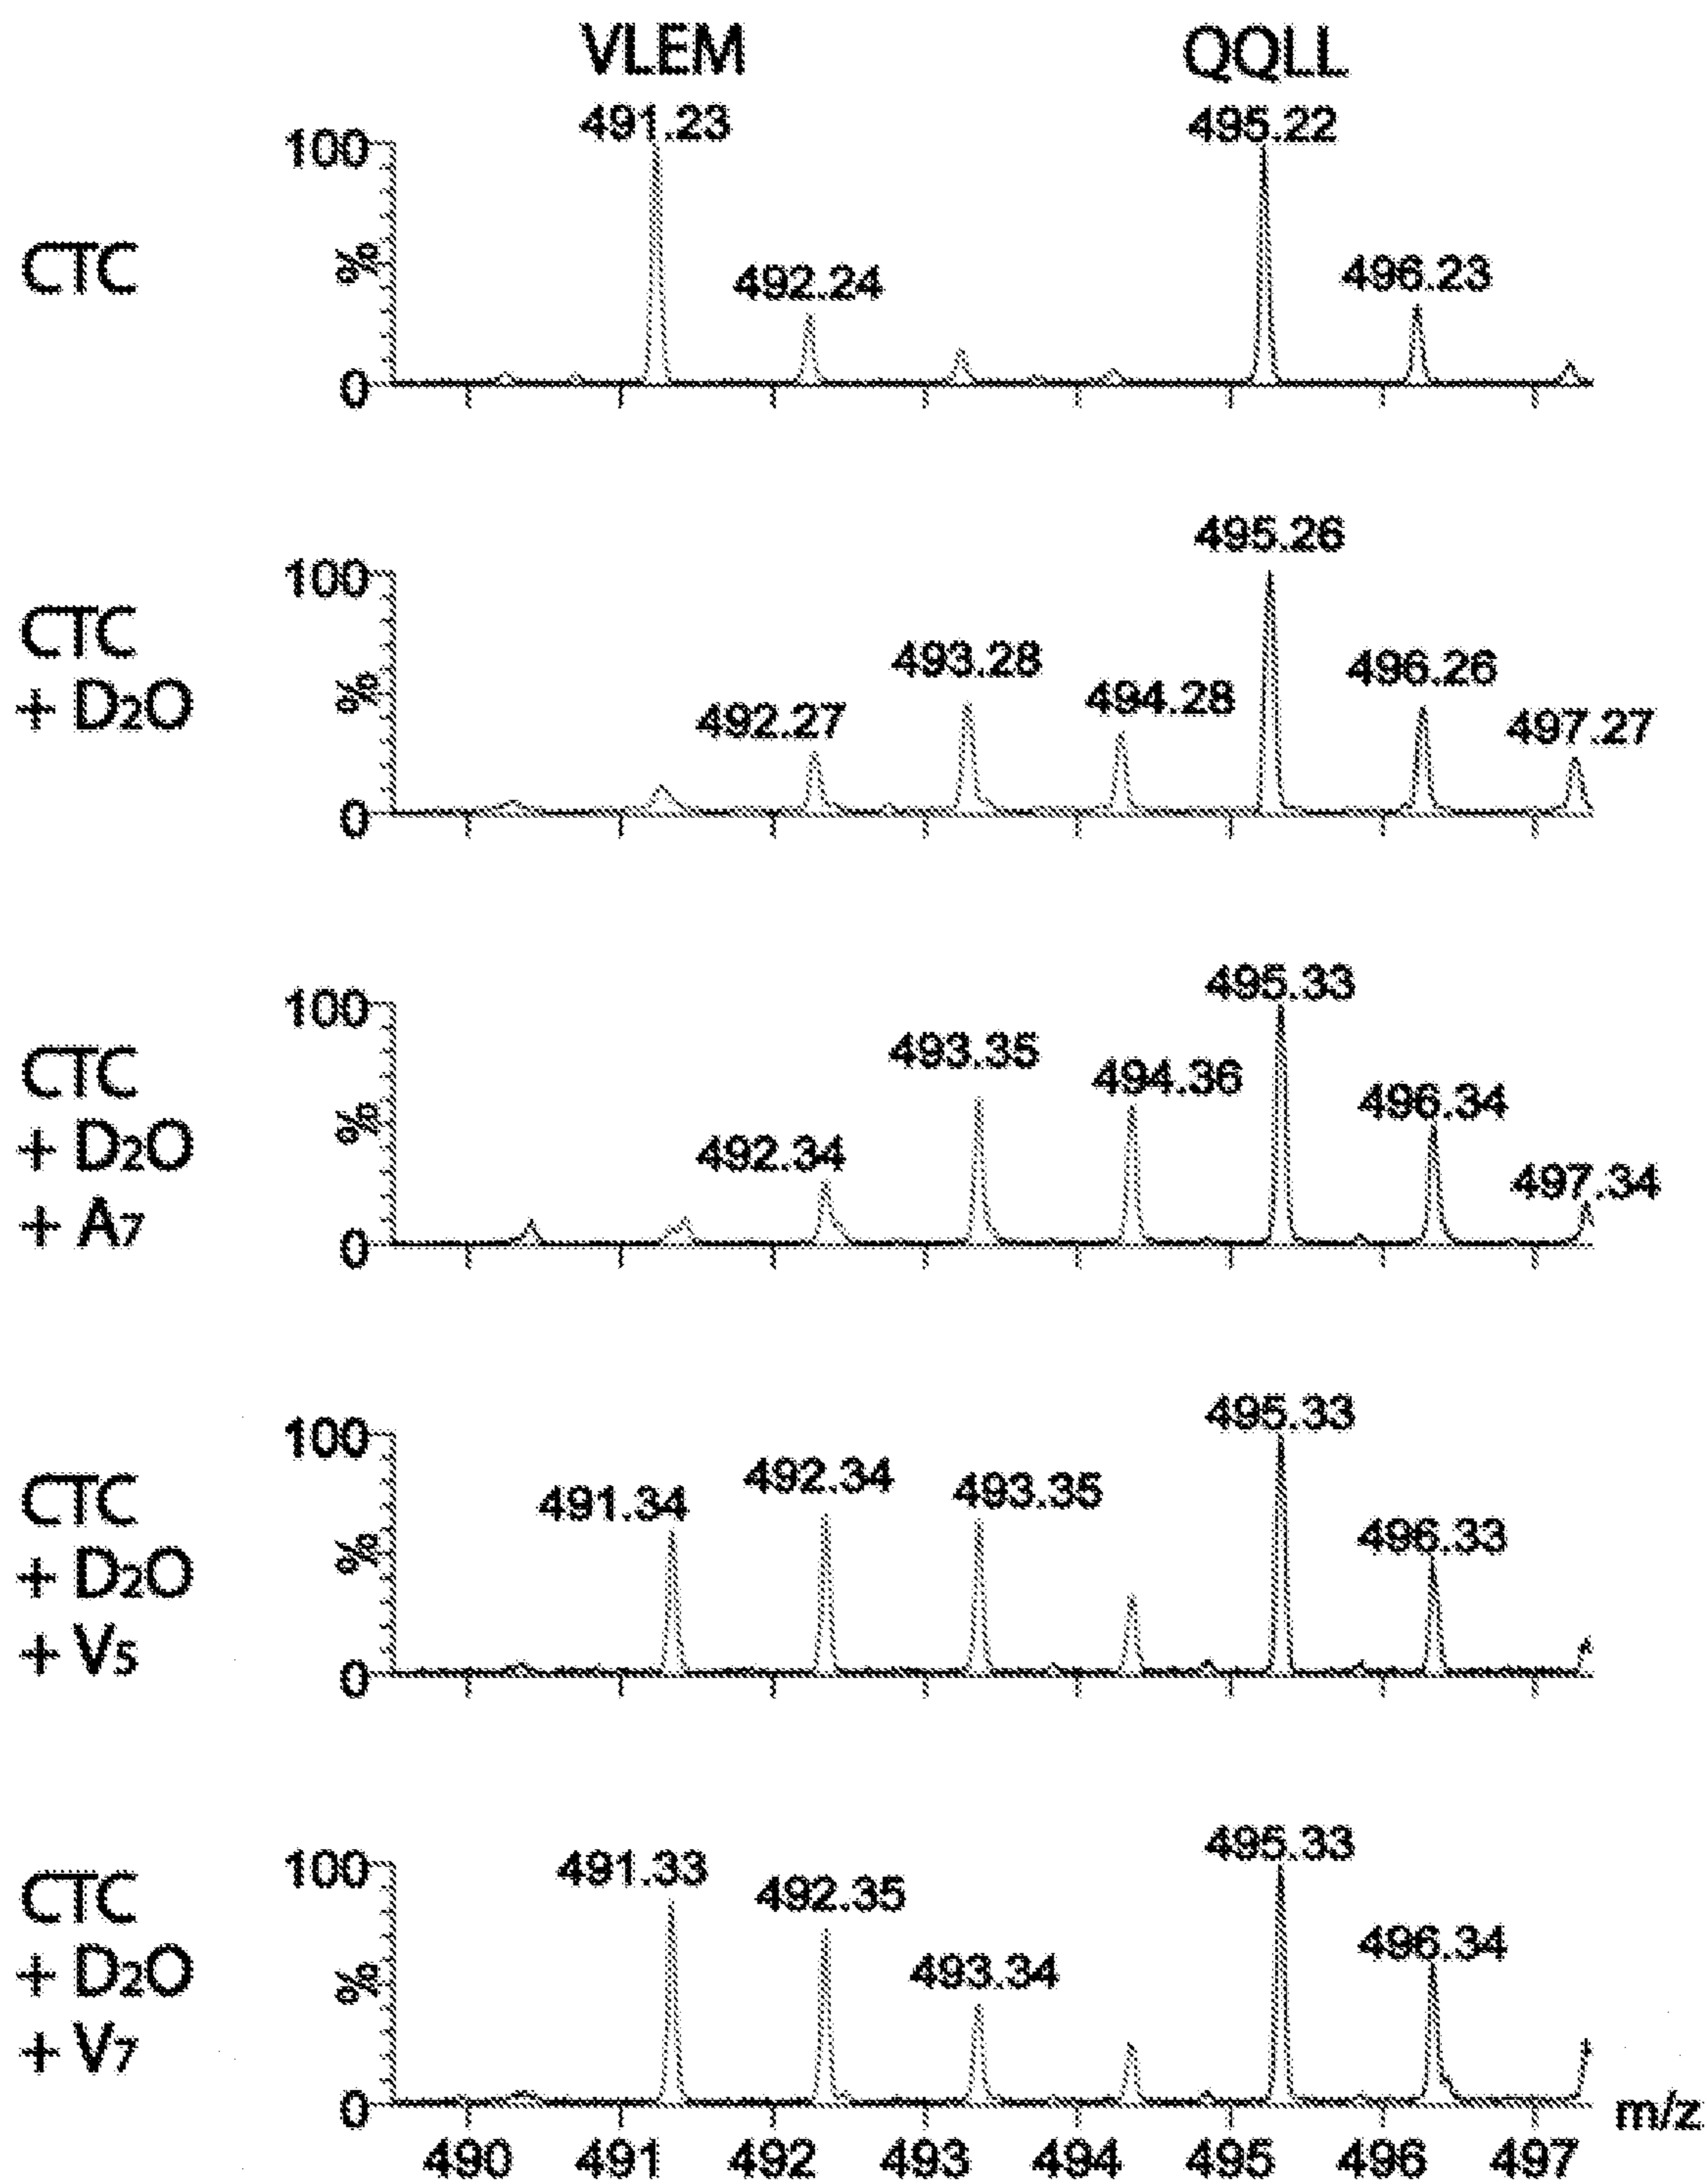 VLEM QQLL
491.23 495.22
100
CTC
%
492.24 496.23
0
495.26
100
CTC
+ D2O
%
492.27 493.28 494.28 496.26 497.27
0
495.33
100
CTC
+ D2O
+ A7
%
492.34 493.35 494.36 496.34 497.34
0
495.33
100
CTC
+ D2O
+ V5
%
491.34 492.34 493.35 496.33
0
495.33
100
CTC
+ D2O
+ V7
%
491.33 492.35 493.34 496.34
0
m/z
490 491 492 493 494 495 496 497